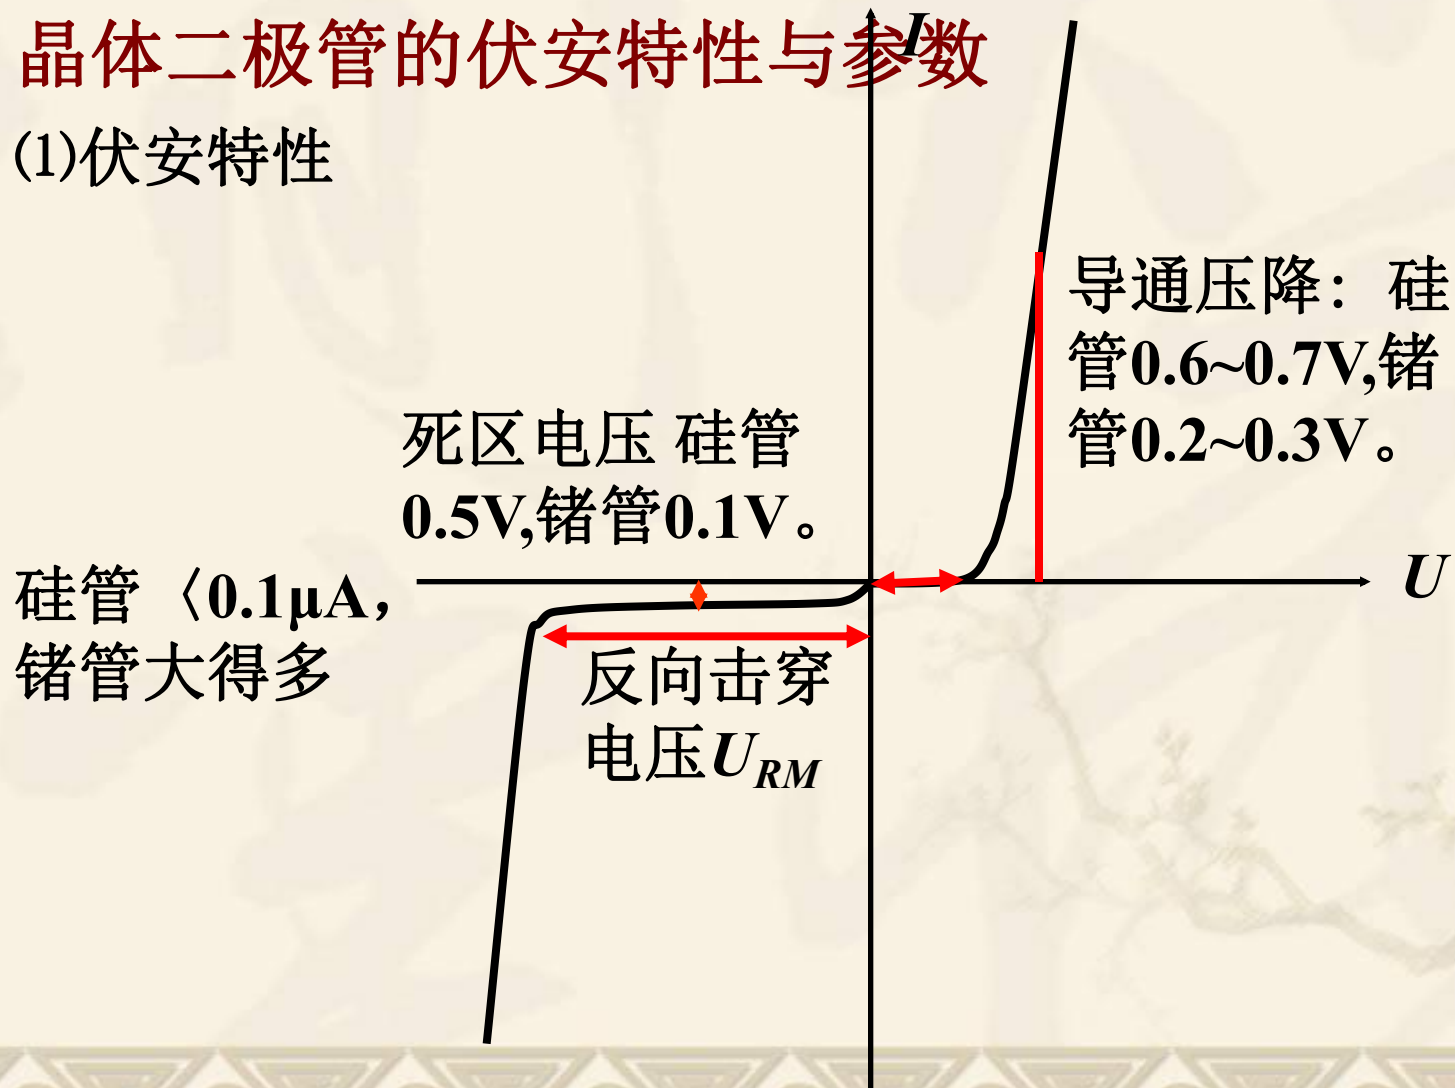 晶体二极管的伏安特性与参数
⑴伏安特性
I
导通压降：硅
管0.6~0.7V,锗
管0.2~0.3V。
死区电压 硅管
0.5V,锗管0.1V。
U
硅管〈0.1μA，
锗管大得多
反向击穿
电压U_RM